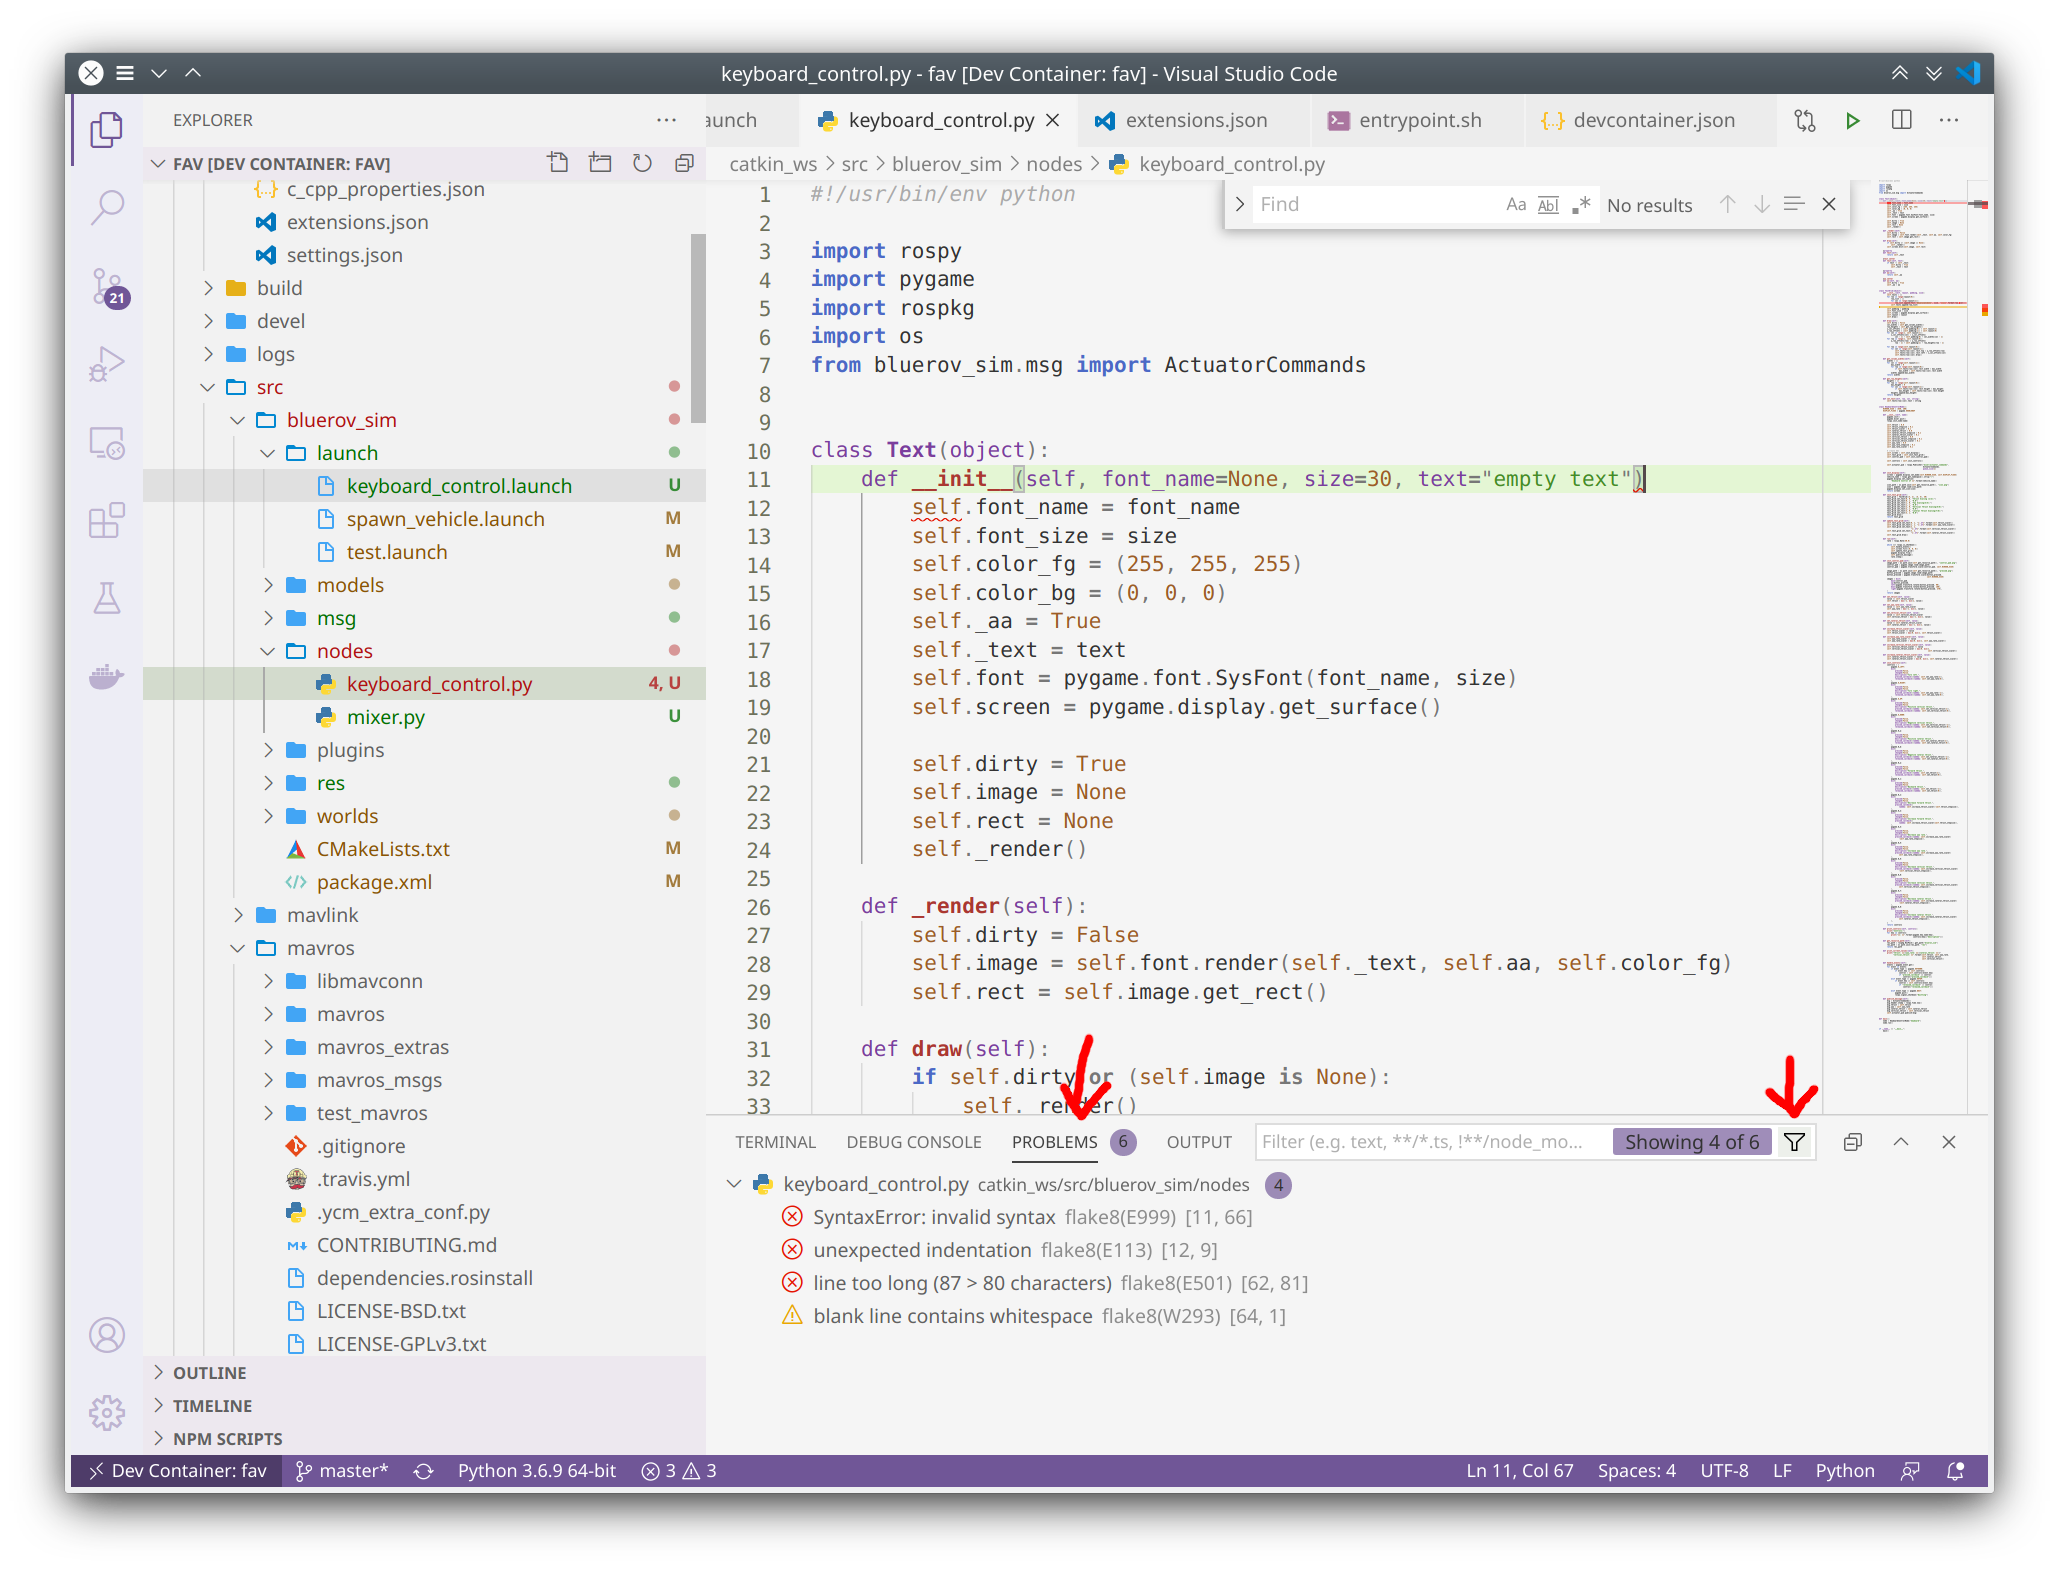 keyboard_control.py - fav [Dev Container: fav] - Visual Studio Code
EXPLORER
FAV [DEV CONTAINER: FAV]
c_cpp_properties.json
extensions.json
settings.json
build
devel
logs
src
bluerov_sim
launch
keyboard_control.launch U
spawn_vehicle.launch M
test.launch M
models
msg
nodes
keyboard_control.py 4, U
mixer.py U
plugins
res
worlds
CMakeLists.txt M
package.xml M
mavlink
mavros
libmavconn
mavros
mavros_extras
mavros_msgs
test_mavros
.gitignore
.travis.yml
.ycm_extra_conf.py
CONTRIBUTING.md
dependencies.rosinstall
LICENSE-BSD.txt
LICENSE-GPLv3.txt
OUTLINE
TIMELINE
NPM SCRIPTS
21
aunch keyboard_control.py extensions.json entrypoint.sh devcontainer.json
catkin_ws > src > bluerov_sim > nodes > keyboard_control.py
Find Aa Abl .* No results
1 #!/usr/bin/env python
2
3 import rospy
4 import pygame
5 import rospkg
6 import os
7 from bluerov_sim.msg import ActuatorCommands
8
9
10 class Text(object):
11 def __init__(self, font_name=None, size=30, text="empty text")
12 self.font_name = font_name
13 self.font_size = size
14 self.color_fg = (255, 255, 255)
15 self.color_bg = (0, 0, 0)
16 self._aa = True
17 self._text = text
18 self.font = pygame.font.SysFont(font_name, size)
19 self.screen = pygame.display.get_surface()
20
21 self.dirty = True
22 self.image = None
23 self.rect = None
24 self._render()
25
26 def _render(self):
27 self.dirty = False
28 self.image = self.font.render(self._text, self.aa, self.color_fg)
29 self.rect = self.image.get_rect()
30
31 def draw(self):
32 if self.dirty or (self.image is None):
33 self._render()
TERMINAL DEBUG CONSOLE PROBLEMS 6 OUTPUT Filter (e.g. text, **/*.ts, !**/node_mo... Showing 4 of 6
keyboard_control.py catkin_ws/src/bluerov_sim/nodes 4
SyntaxError: invalid syntax flake8(E999) [11, 66]
unexpected indentation flake8(E113) [12, 9]
line too long (87 > 80 characters) flake8(E501) [62, 81]
blank line contains whitespace flake8(W293) [64, 1]
Dev Container: fav master* Python 3.6.9 64-bit 3 3 Ln 11, Col 67 Spaces: 4 UTF-8 LF Python